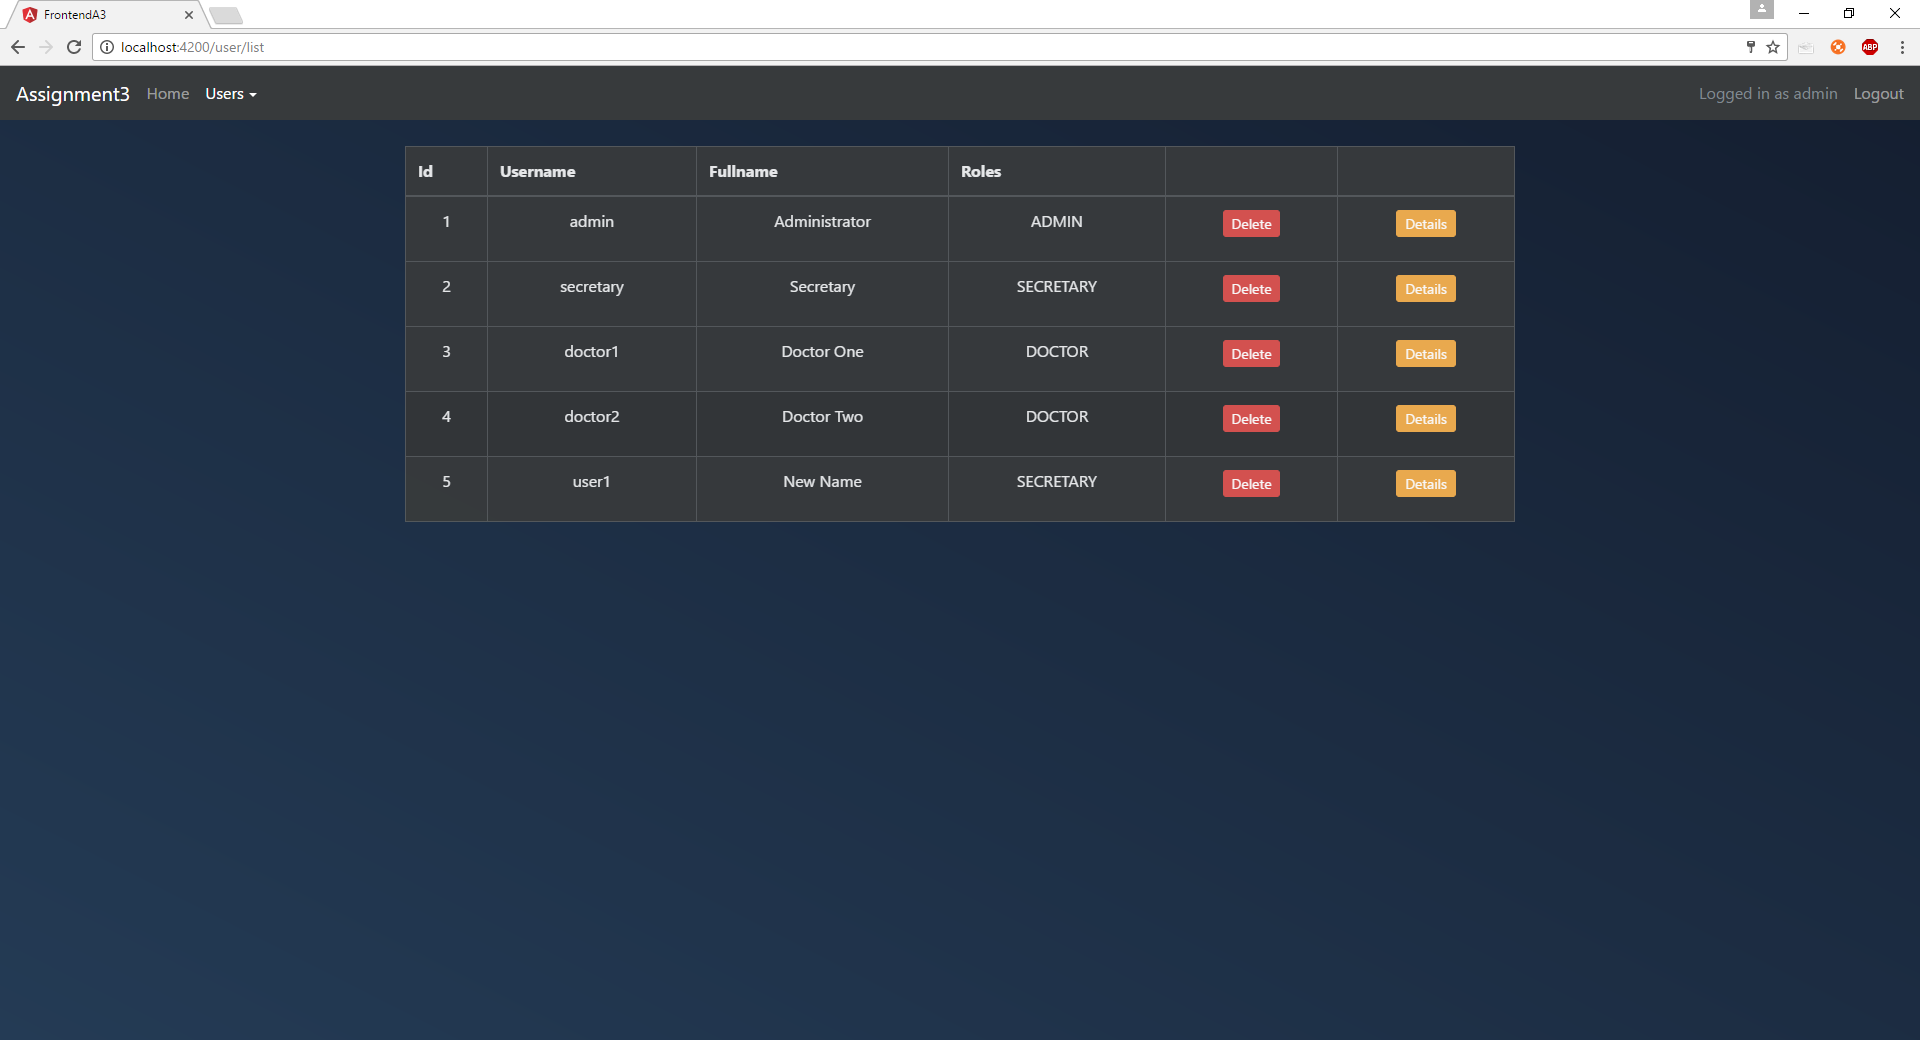 FrontendA3
localhost:4200/user/list
ABP
Assignment3 Home Users Logged in as admin Logout
Id Username Fullname Roles
1 admin Administrator ADMIN Delete Details
2 secretary Secretary SECRETARY Delete Details
3 doctor1 Doctor One DOCTOR Delete Details
4 doctor2 Doctor Two DOCTOR Delete Details
5 user1 New Name SECRETARY Delete Details